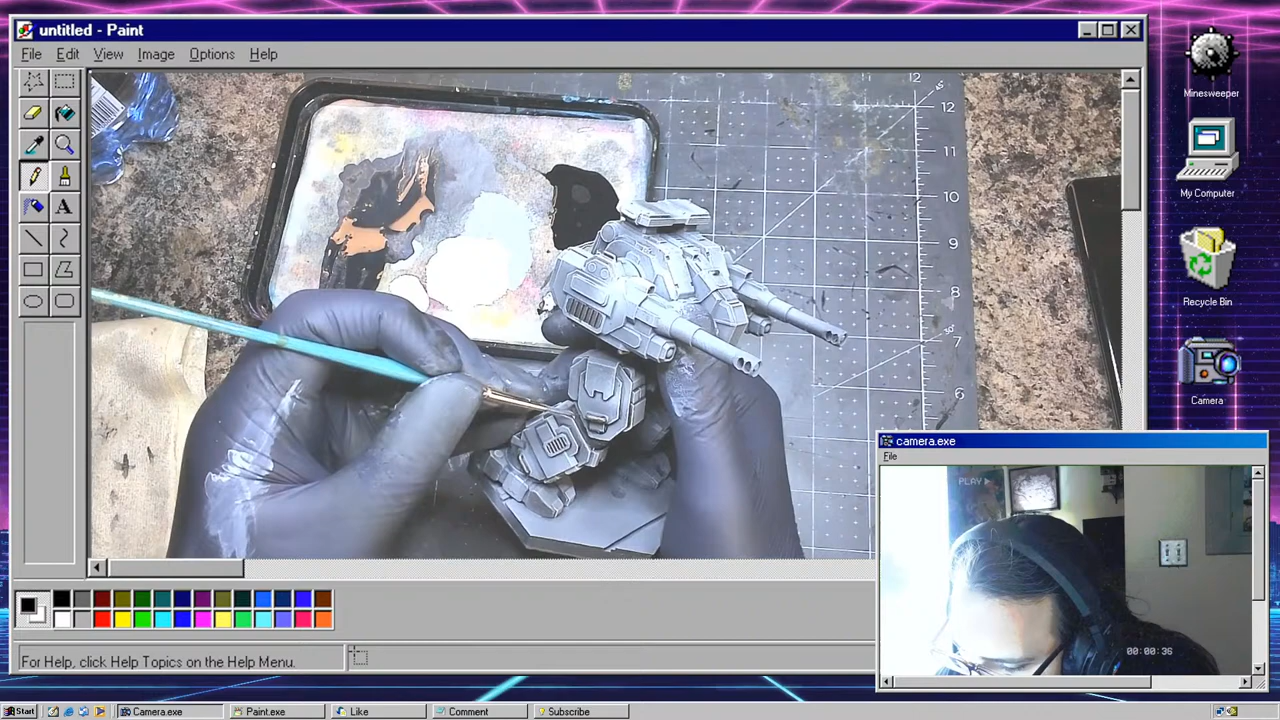 untitled - Paint
File Edit View Image Options Help
12
12
11
10
9
8
7
6
Minesweeper
My Computer
Recycle Bin
Camera
camera.exe
File
PLAY
00:00:36
For Help, click Help Topics on the Help Menu.
Start Camera.exe Paint.exe Like Comment Subscribe